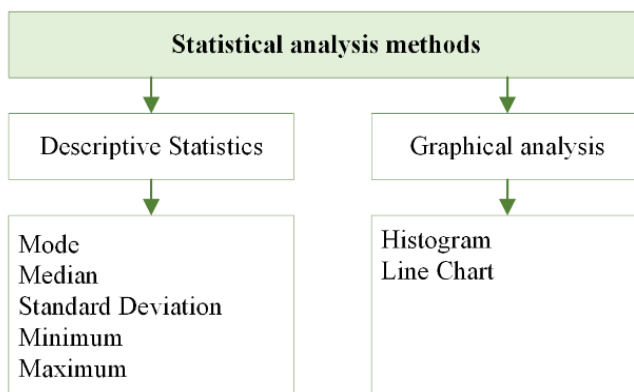 Statistical analysis methods
Descriptive Statistics
Graphical analysis
Mode
Median
Standard Deviation
Minimum
Maximum
Histogram
Line Chart